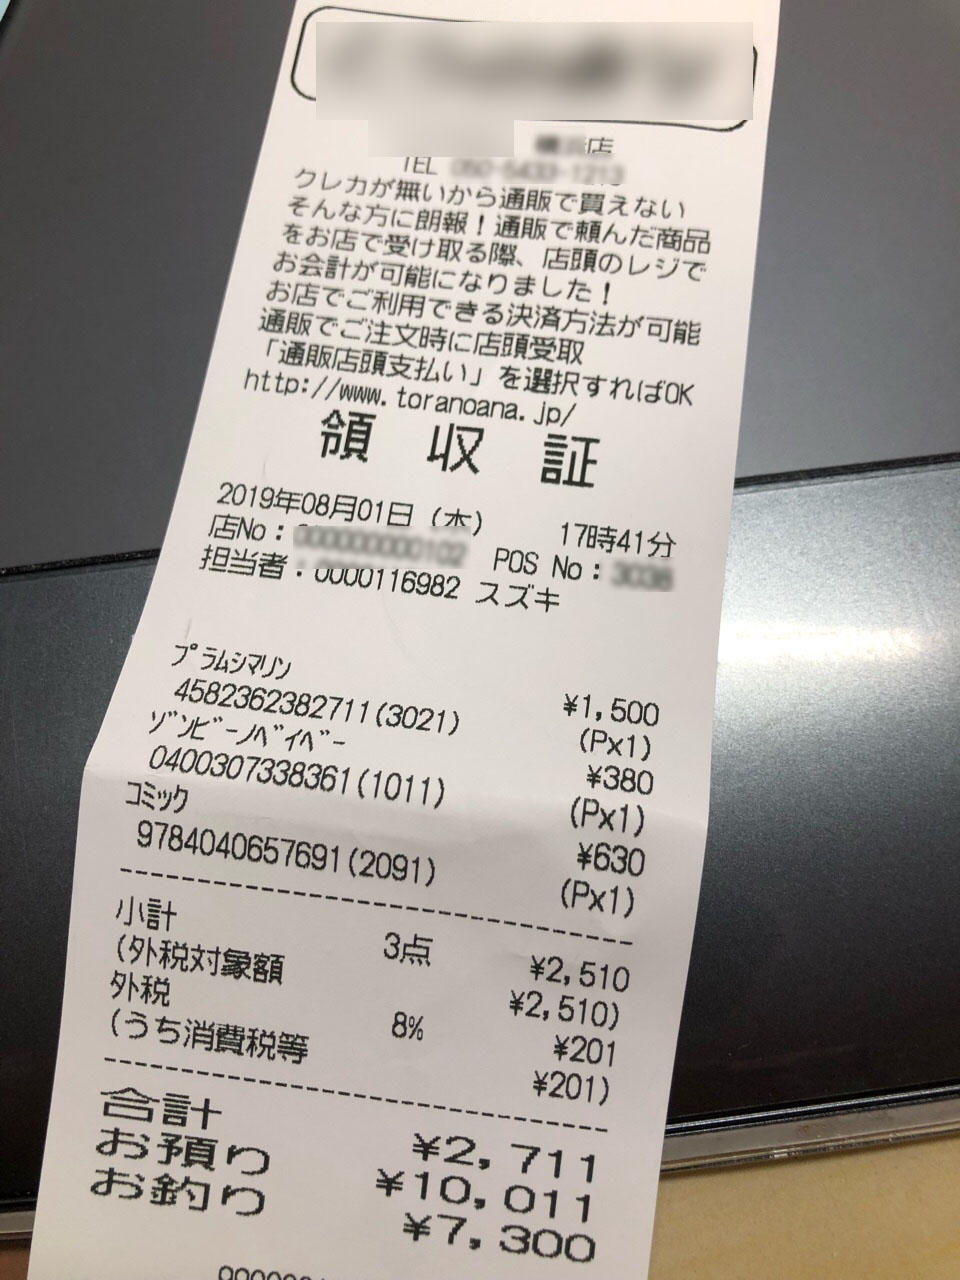 店
TEL
クレカが無いから通販で買えない
そんな方に朗報！通販で頼んだ商品
をお店で受け取る際、店頭のレジで
お会計が可能になりました！
お店でご利用できる決済方法が可能
通販でご注文時に店頭受取
「通販店頭支払い」を選択すればOK
http://www.toranoana.jp/
領 収 証
2019年08月01日 (木) 17時41分
店No: POS No:
担当者:0000116982 スズキ
ﾌﾟﾗﾑｼﾏﾘﾝ ¥1,500
4582362382711(3021) (Px1)
ｿﾞﾝﾋﾞｰﾉﾍﾞｲﾍﾞｰ ¥380
0400307338361(1011) (Px1)
ｺﾐｯｸ ¥630
9784040657691(2091) (Px1)
小計 3点 ¥2,510
(外税対象額 ¥2,510)
外税 8% ¥201
(うち消費税等 ¥201)
合計 ¥2,711
お預り ¥10,011
お釣り ¥7,300